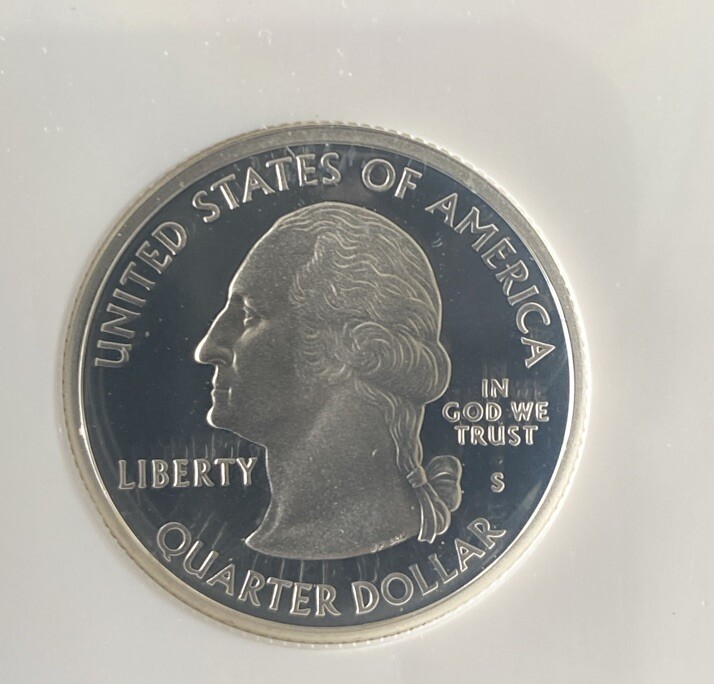 UNITED STATES OF AMERICA
LIBERTY
IN
GOD WE
TRUST
S
QUARTER DOLLAR